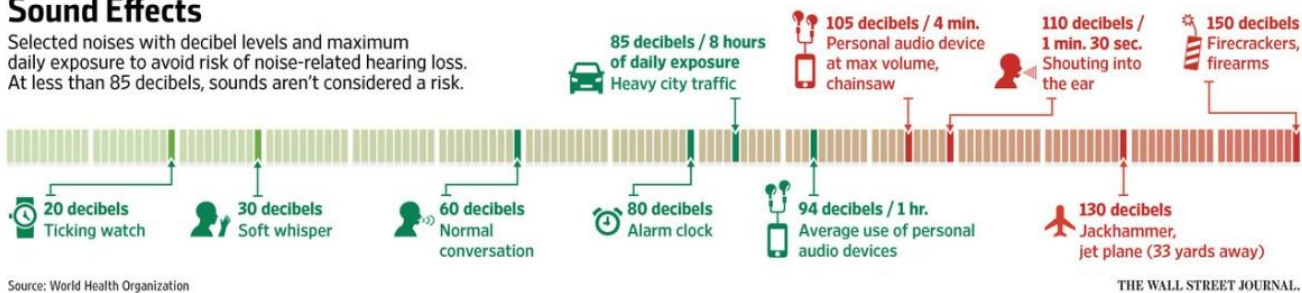 Sound Effects
Selected noises with decibel levels and maximum
daily exposure to avoid risk of noise-related hearing loss.
At less than 85 decibels, sounds aren't considered a risk.
85 decibels / 8 hours
of daily exposure
Heavy city traffic
105 decibels / 4 min.
Personal audio device
at max volume,
chainsaw
110 decibels /
1 min. 30 sec.
Shouting into
the ear
150 decibels
Firecrackers,
firearms
20 decibels
Ticking watch
30 decibels
Soft whisper
60 decibels
Normal
conversation
80 decibels
Alarm clock
94 decibels / 1 hr.
Average use of personal
audio devices
130 decibels
Jackhammer,
jet plane (33 yards away)
Source: World Health Organization
THE WALL STREET JOURNAL.